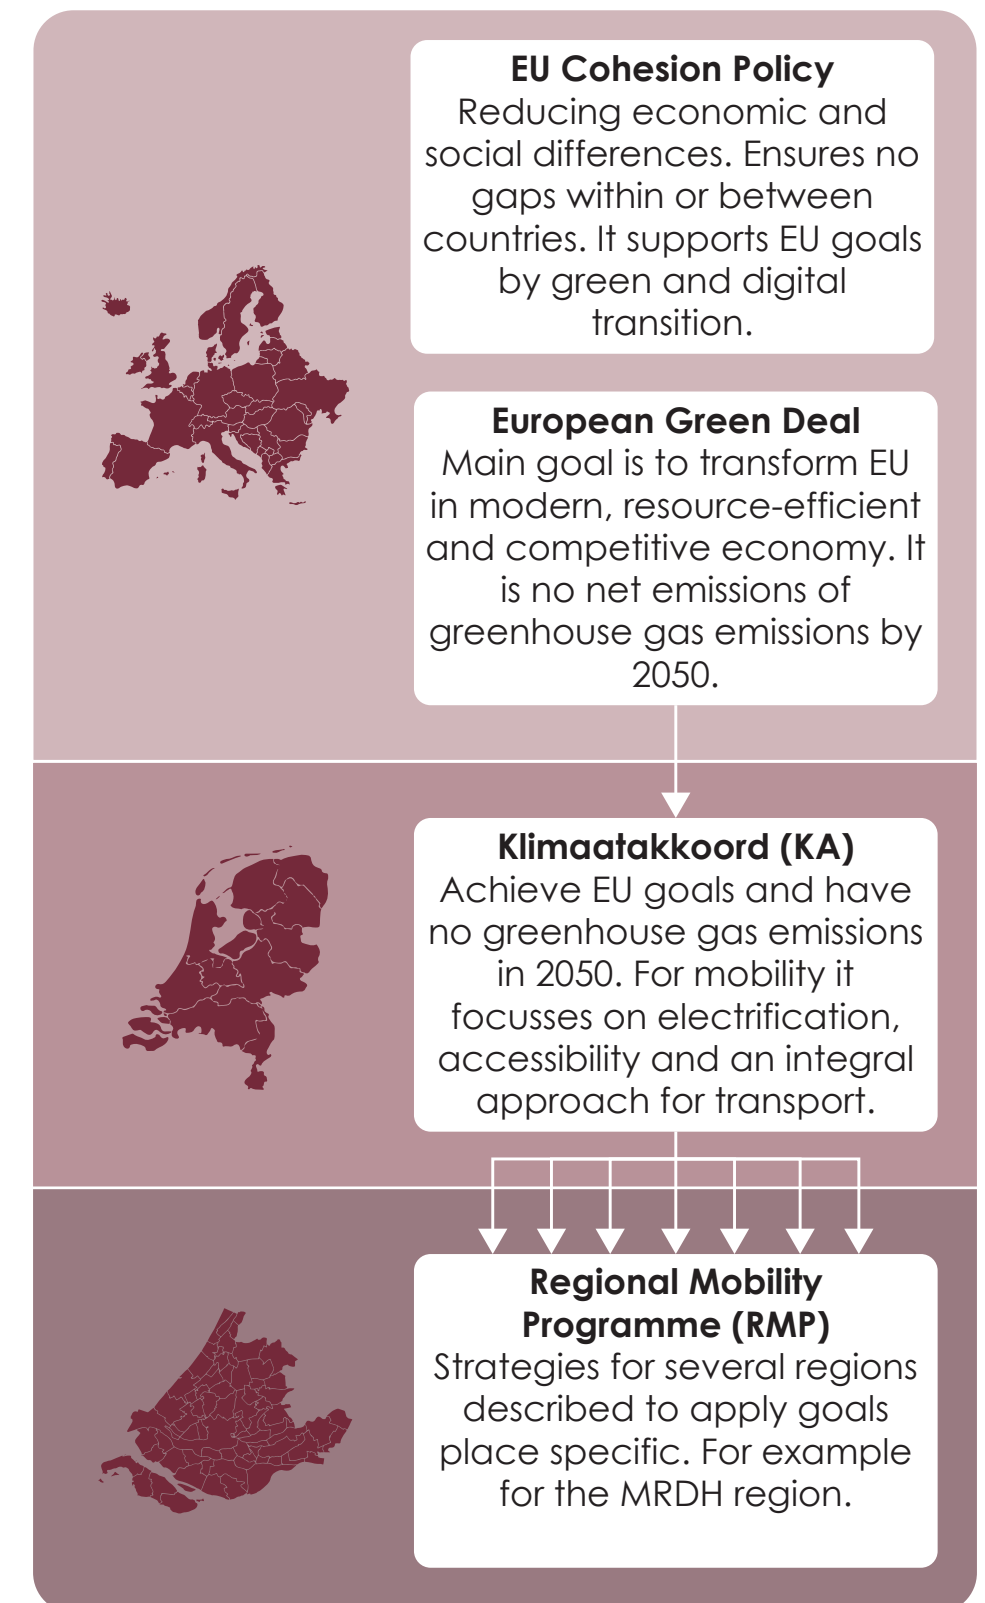 EU Cohesion Policy
Reducing economic and
social differences. Ensures no
gaps within or between
countries. It supports EU goals
by green and digital
transition.
European Green Deal
Main goal is to transform EU
in modern, resource-efficient
and competitive economy. It
is no net emissions of
greenhouse gas emissions by
2050.
Klimaatakkoord (KA)
Achieve EU goals and have
no greenhouse gas emissions
in 2050. For mobility it
focusses on electrification,
accessibility and an integral
approach for transport.
Regional Mobility
Programme (RMP)
Strategies for several regions
described to apply goals
place specific. For example
for the MRDH region.